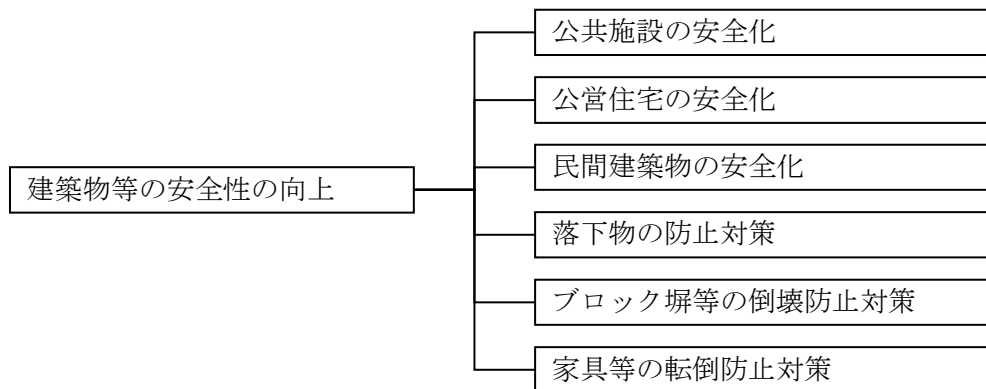 公共施設の安全化
公営住宅の安全化
民間建築物の安全化
建築物等の安全性の向上
落下物の防止対策
ブロック塀等の倒壊防止対策
家具等の転倒防止対策